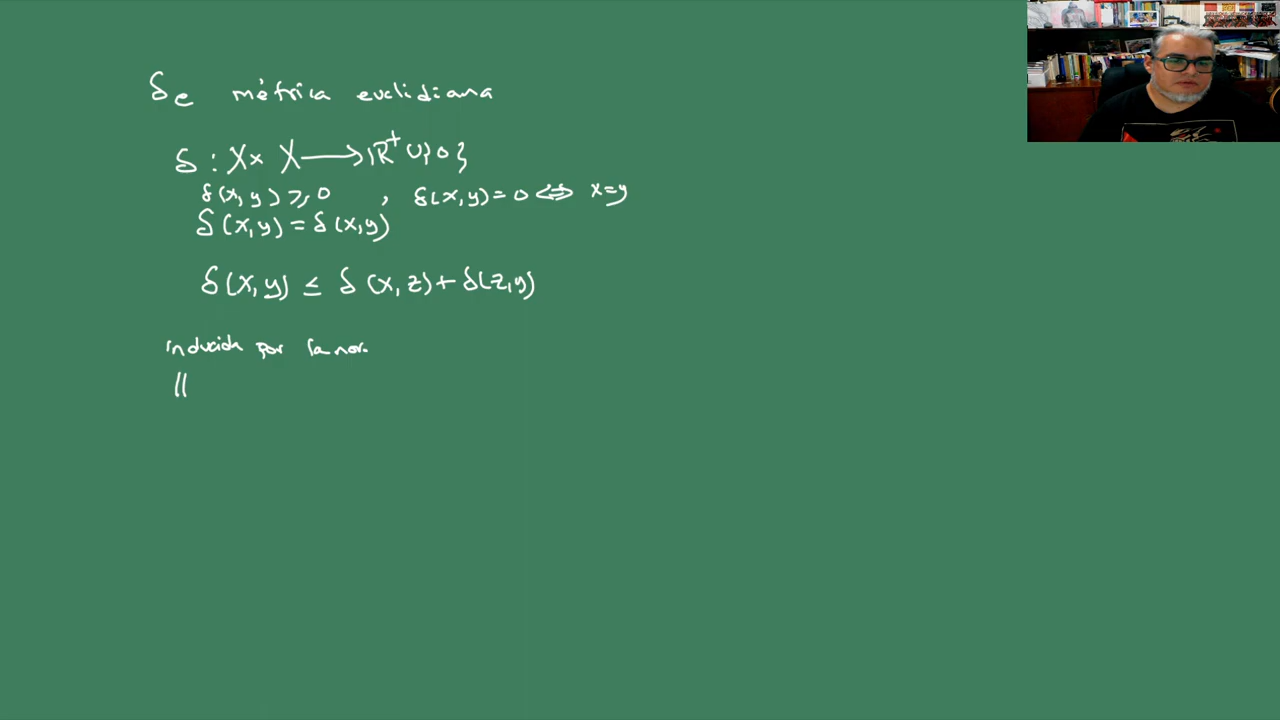 δe métrica euclidiana
δ : X × X → ℝ⁺ ∪ {0}
δ(x, y) ≥ 0 , δ(x, y) = 0 ⇔ x = y
δ(x, y) = δ(x, y)
δ(x, y) ≤ δ(x, z) + δ(z, y)
inducida por la nor
||